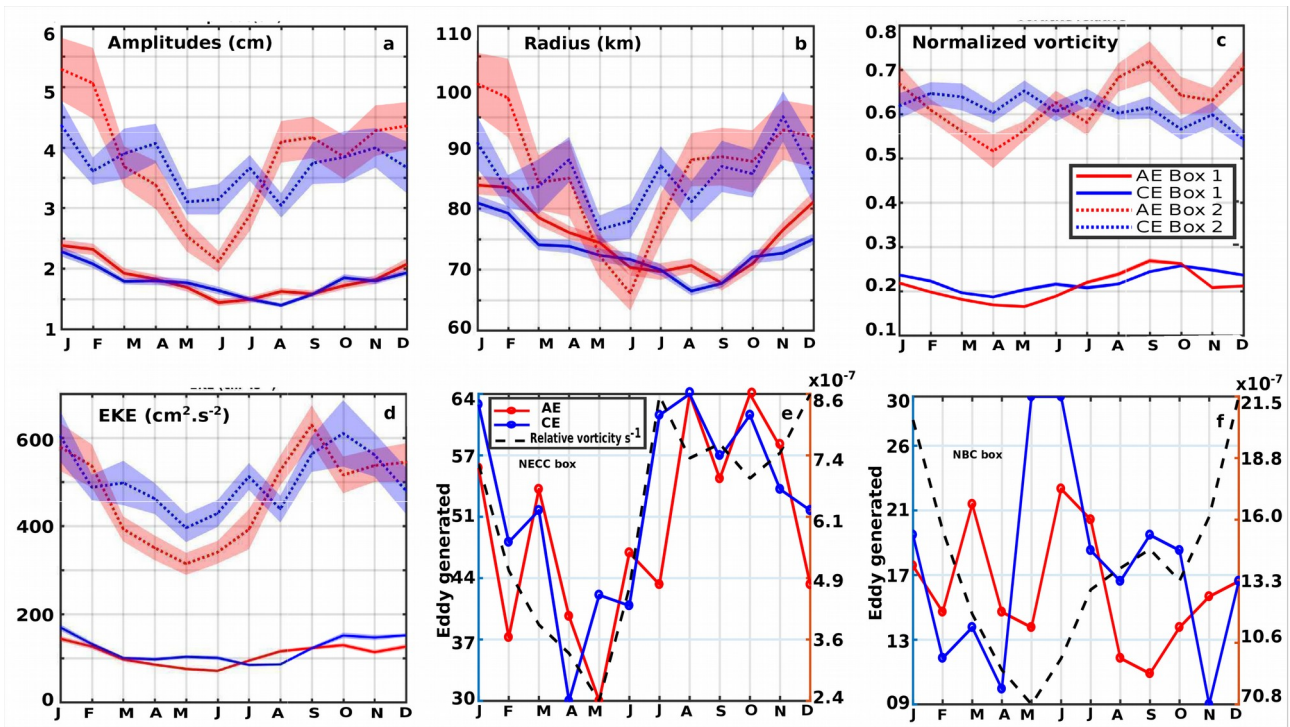 Amplitudes (cm) a
6
5
4
3
2
1
J F M A M J J A S O N D
Radius (km) b
110
100
90
80
70
60
J F M A M J J A S O N D
Normalized vorticity c
0.8
0.7
0.6
0.5
0.4
0.3
0.2
0.1
AE Box 1
CE Box 1
AE Box 2
CE Box 2
J F M A M J J A S O N D
EKE (cm².s⁻²) d
600
400
200
0
J F M A M J J A S O N D
x10⁻⁷
e
AE
CE
Relative vorticity s⁻¹
NECC box
Eddy generated
64
57
51
44
37
30
8.6
7.4
6.1
4.9
3.6
2.4
J F M A M J J A S O N D
x10⁻⁷
f
NBC box
Eddy generated
30
26
21
17
13
09
21.5
18.8
16.0
13.3
10.6
70.8
J F M A M J J A S O N D